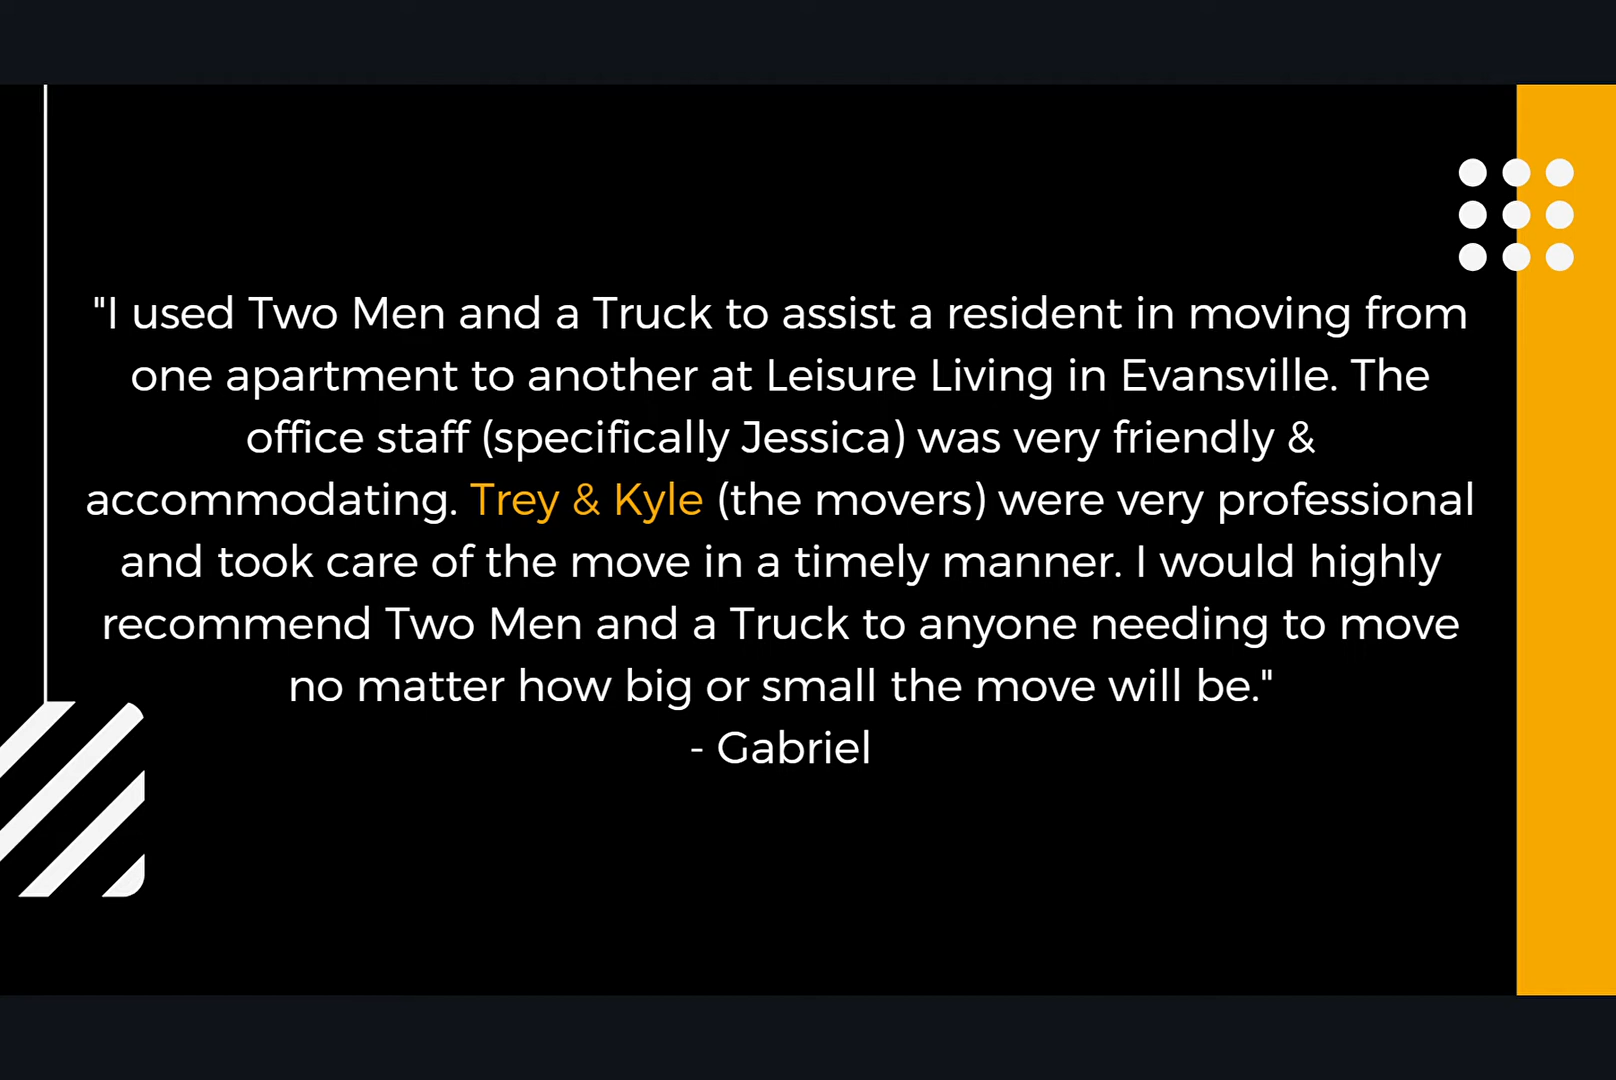 "I used Two Men and a Truck to assist a resident in moving from
one apartment to another at Leisure Living in Evansville. The
office staff (specifically Jessica) was very friendly &
accommodating. Trey & Kyle (the movers) were very professional
and took care of the move in a timely manner. I would highly
recommend Two Men and a Truck to anyone needing to move
no matter how big or small the move will be."
- Gabriel